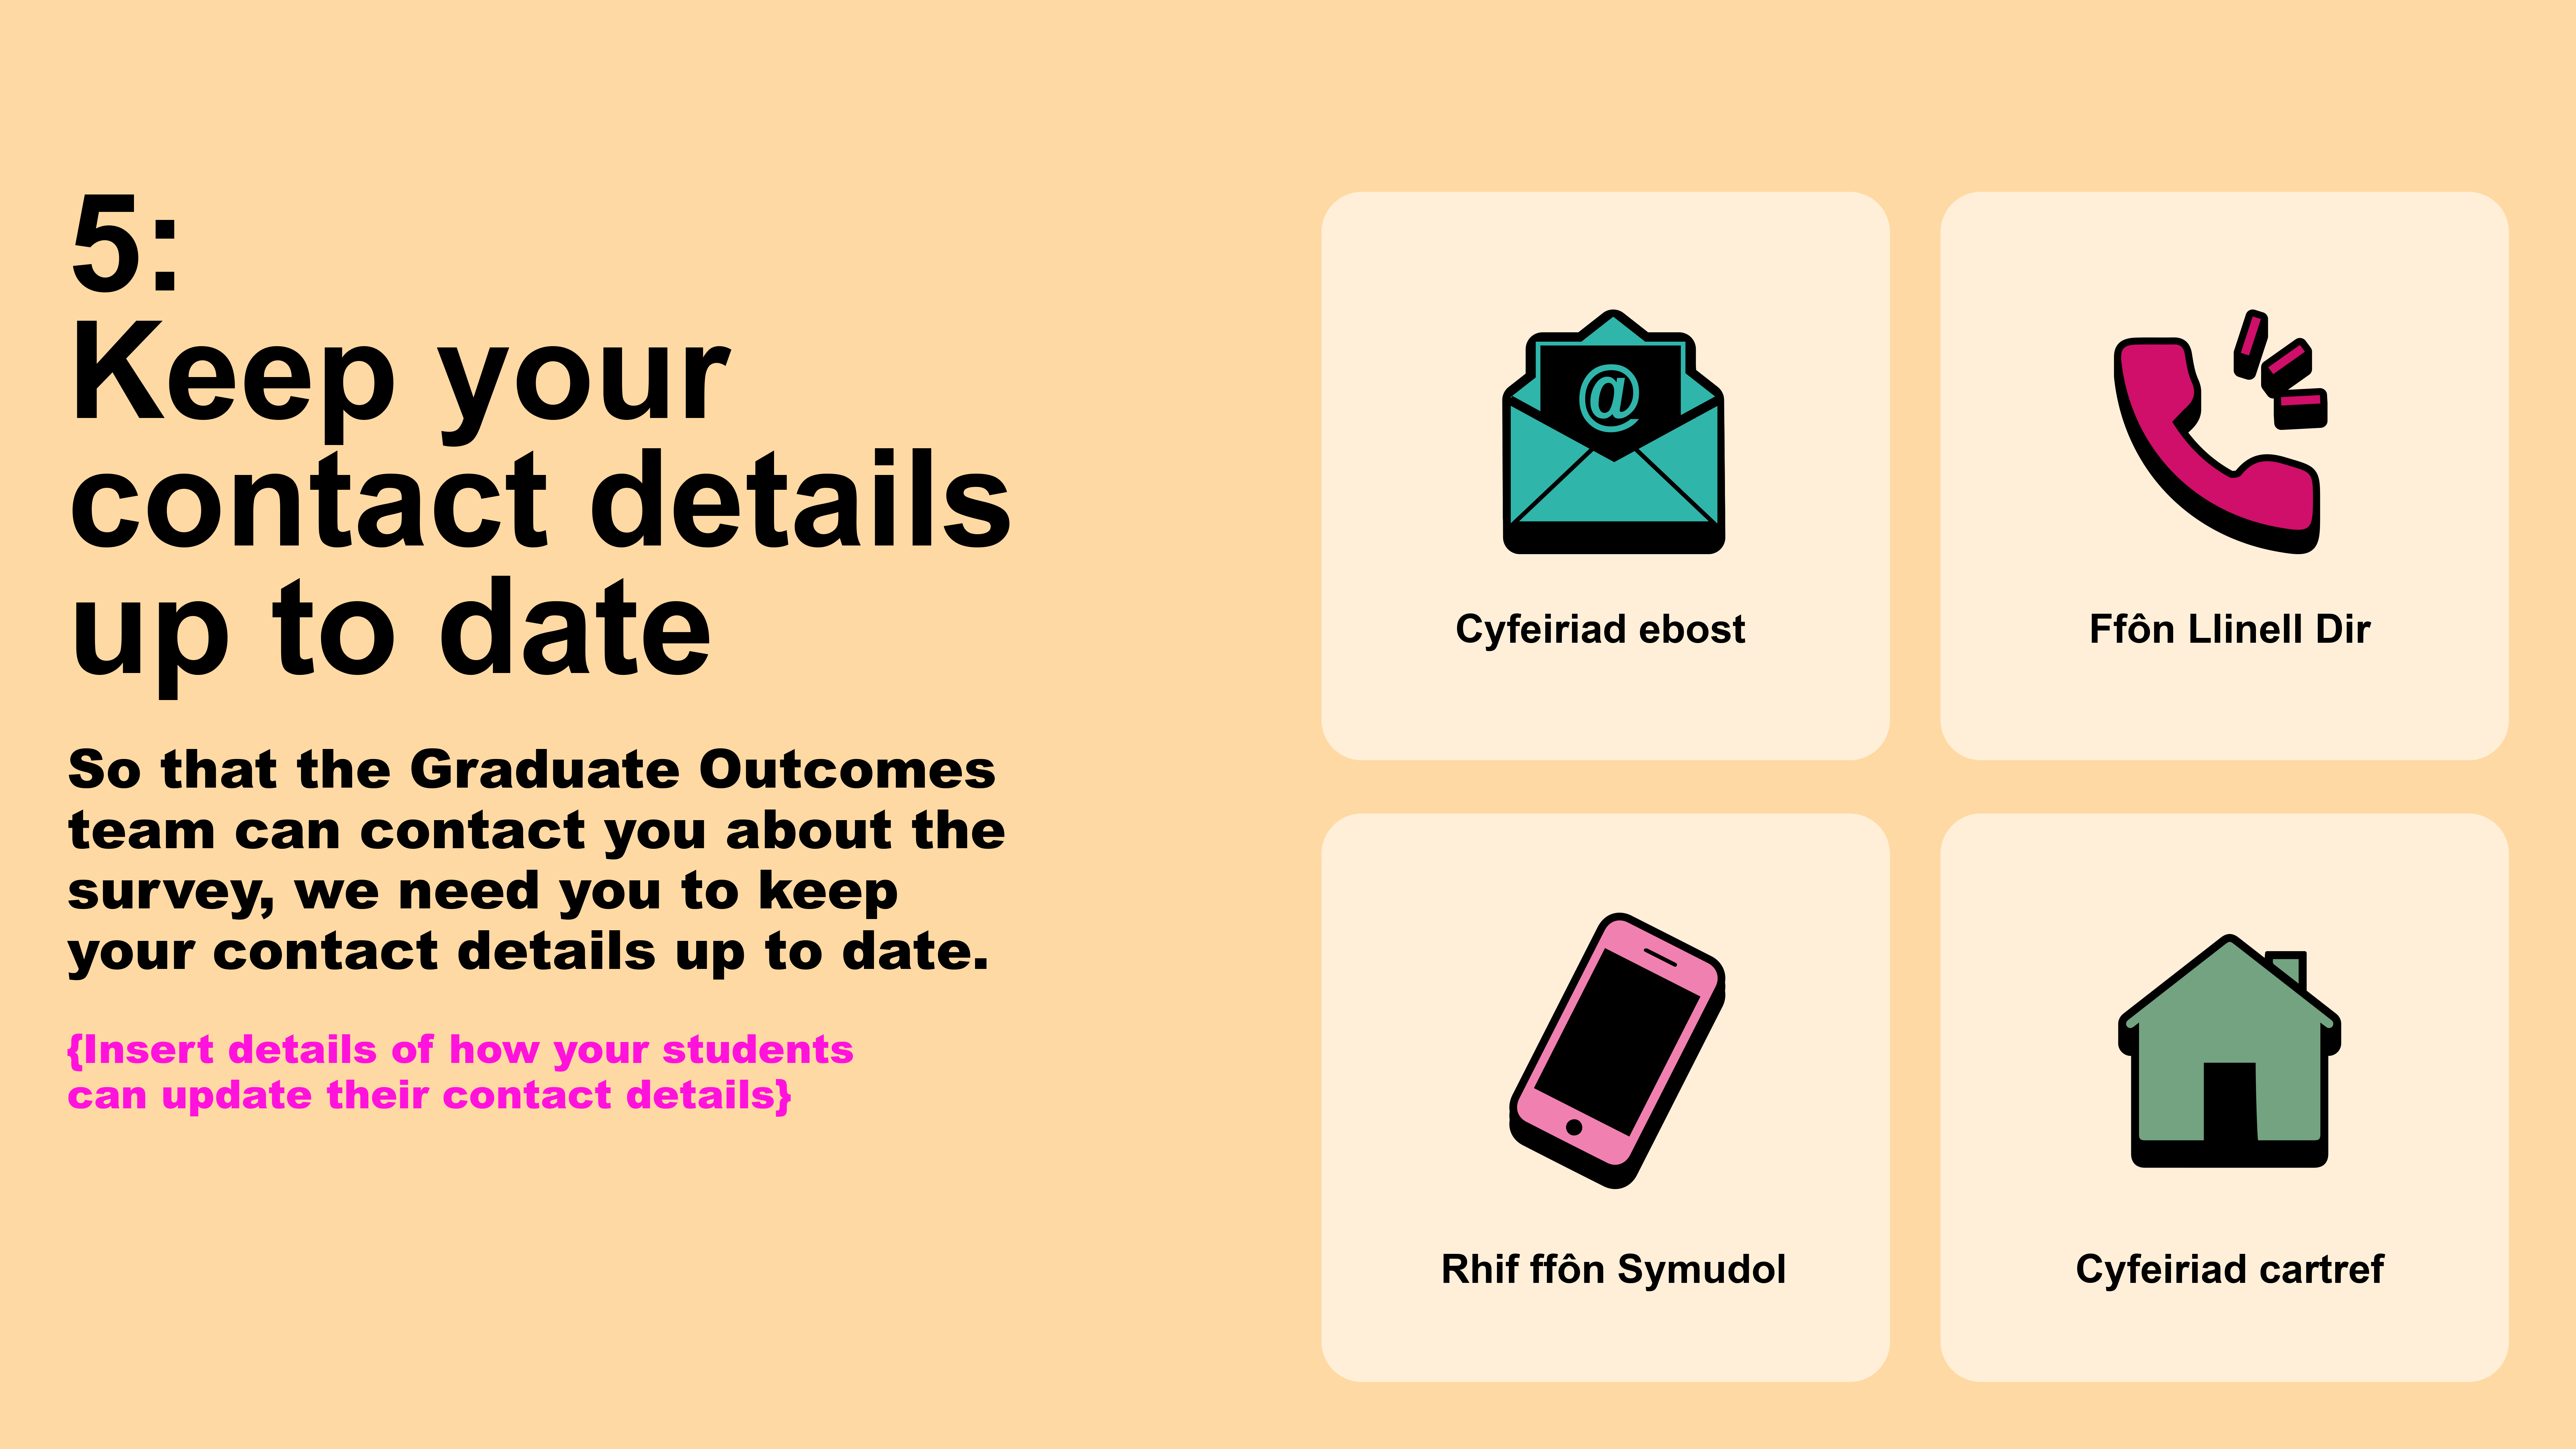 5:
Keep your
contact details
up to date
So that the Graduate Outcomes
team can contact you about the
survey, we need you to keep
your contact details up to date.
{Insert details of how your students
can update their contact details}
@
Cyfeiriad ebost
Ffôn Llinell Dir
Rhif ffôn Symudol
Cyfeiriad cartref